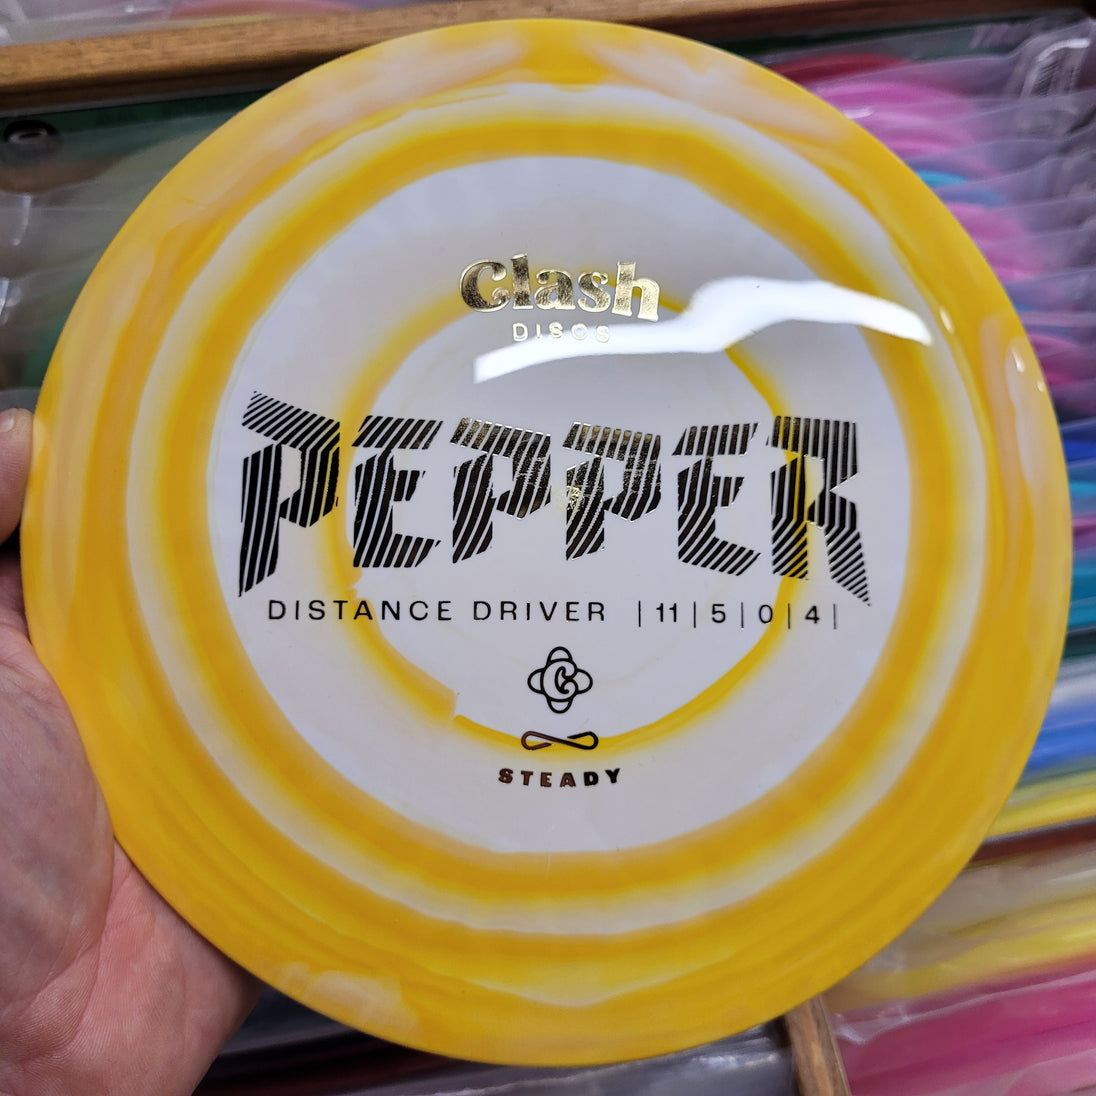 Clash
DISCS
PEPPER
DISTANCE DRIVER | 11 | 5 | 0 | 4 |
C
STEADY